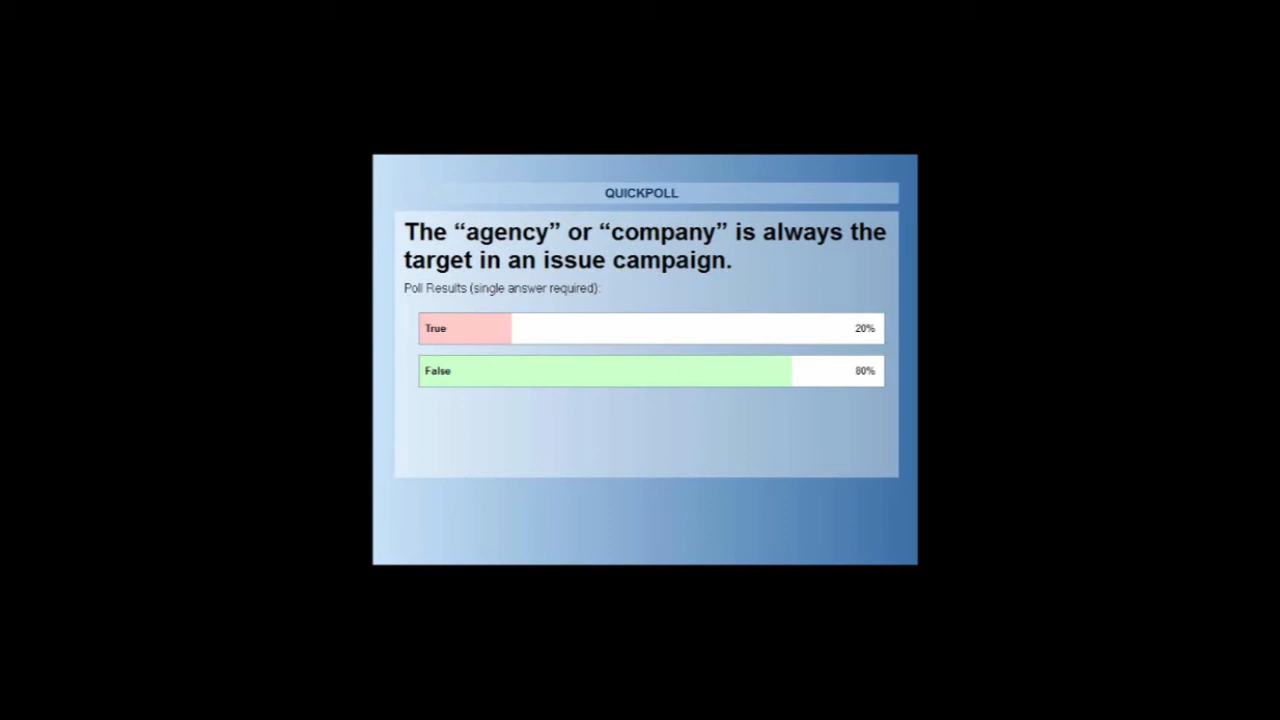 QUICKPOLL
The “agency” or “company” is always the
target in an issue campaign.
Poll Results (single answer required):
True 20%
False 80%